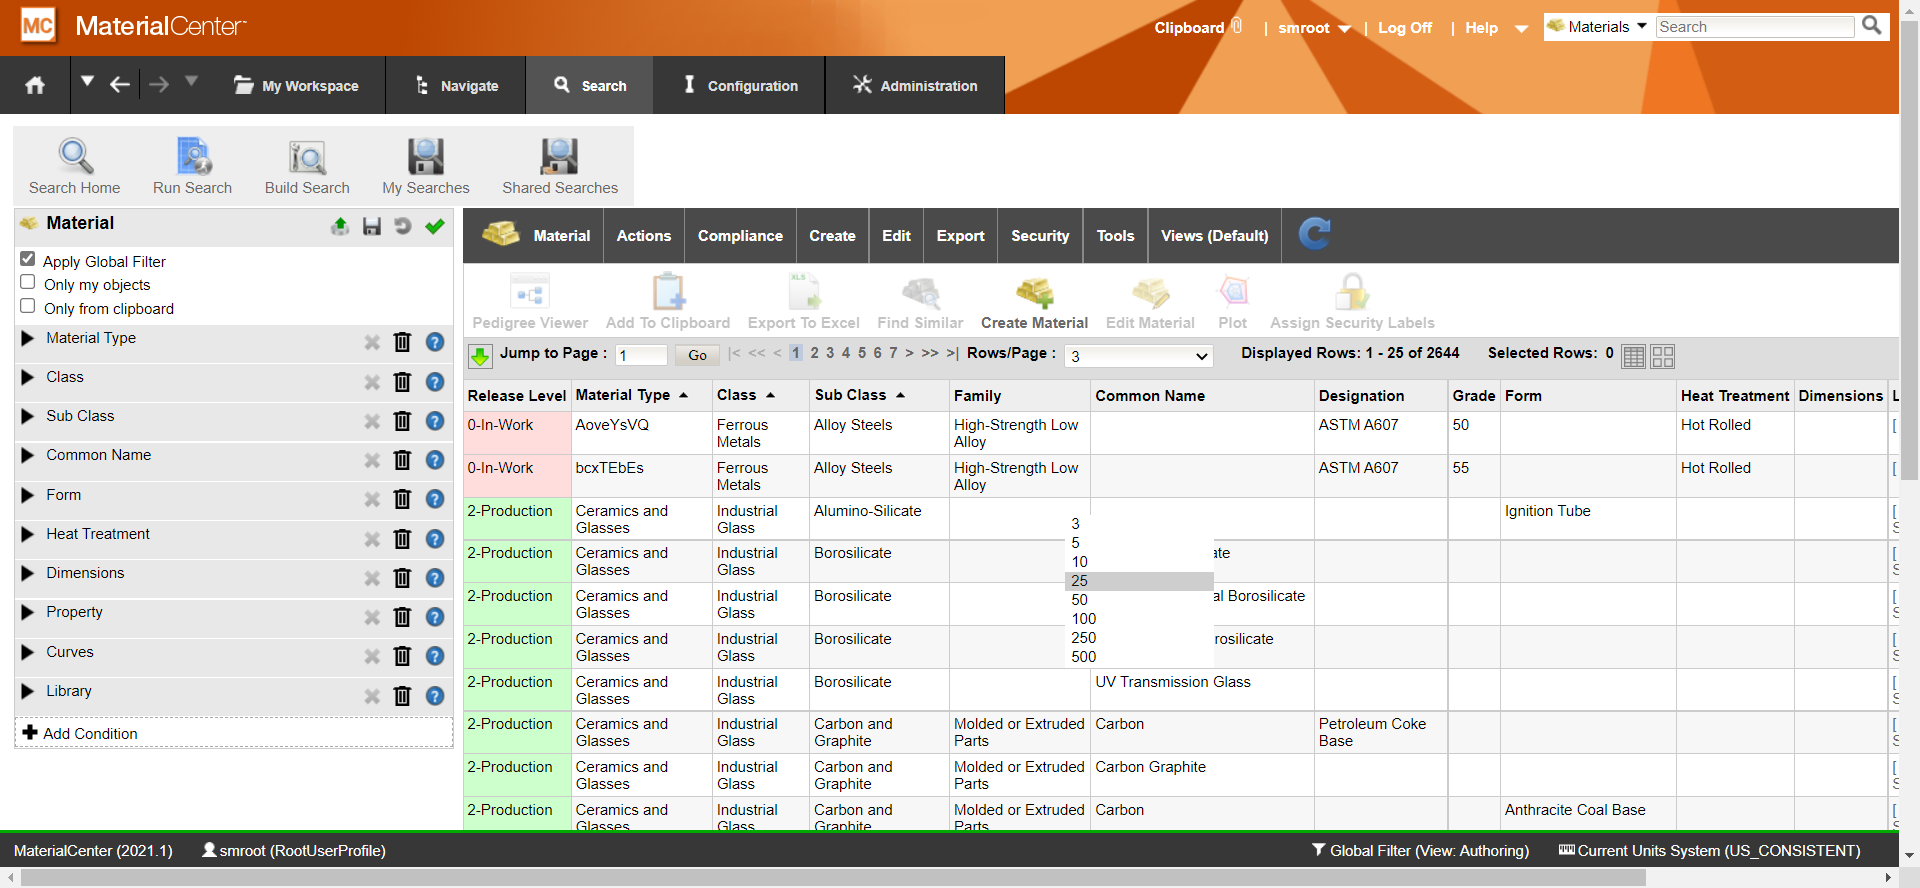 MC MaterialCenter™
Clipboard | smroot | Log Off | Help Materials Search
My Workspace Navigate Search Configuration Administration
Search Home Run Search Build Search My Searches Shared Searches
Material
Apply Global Filter
Only my objects
Only from clipboard
Material Type
Class
Sub Class
Common Name
Form
Heat Treatment
Dimensions
Property
Curves
Library
Add Condition
Material Actions Compliance Create Edit Export Security Tools Views (Default)
Pedigree Viewer Add To Clipboard XLS Export To Excel Find Similar Create Material Edit Material Plot Assign Security Labels
Jump to Page : 1 Go |< << < 1 2 3 4 5 6 7 > >> >| Rows/Page : 3 Displayed Rows: 1 - 25 of 2644 Selected Rows: 0
Release Level Material Type Class Sub Class Family Common Name Designation Grade Form Heat Treatment Dimensions L
0-In-Work AoveYsVQ Ferrous Alloy Steels High-Strength Low ASTM A607 50 Hot Rolled [
Metals Alloy
0-In-Work bcxTEbEs Ferrous Alloy Steels High-Strength Low ASTM A607 55 Hot Rolled [
Metals Alloy
2-Production Ceramics and Industrial Alumino-Silicate Ignition Tube [
Glasses Glass S
2-Production Ceramics and Industrial Borosilicate ate [
Glasses Glass S
2-Production Ceramics and Industrial Borosilicate al Borosilicate [
Glasses Glass S
2-Production Ceramics and Industrial Borosilicate rosilicate [
Glasses Glass S
2-Production Ceramics and Industrial Borosilicate UV Transmission Glass [
Glasses Glass S
2-Production Ceramics and Industrial Carbon and Molded or Extruded Carbon Petroleum Coke [
Glasses Glass Graphite Parts Base S
2-Production Ceramics and Industrial Carbon and Molded or Extruded Carbon Graphite [
Glasses Glass Graphite Parts S
2-Production Ceramics and Industrial Carbon and Molded or Extruded Carbon Anthracite Coal Base [
Glasses Glass Graphite Parts S
3
5
10
25
50
100
250
500
MaterialCenter (2021.1) smroot (RootUserProfile) Global Filter (View: Authoring) Current Units System (US_CONSISTENT)